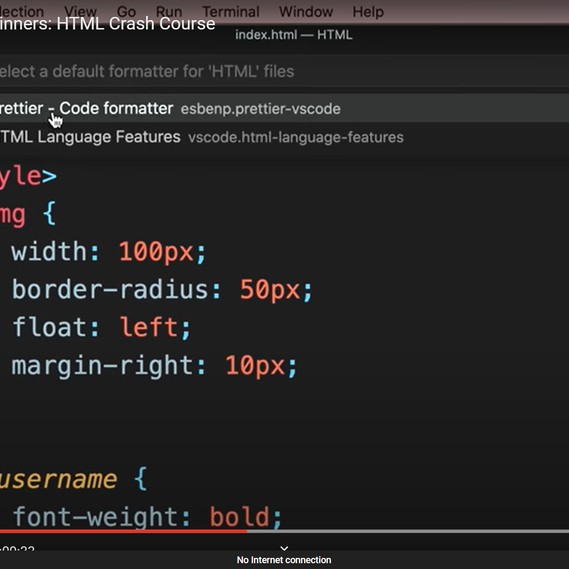 lection View Go Run Terminal Window Help
inners: HTML Crash Course
index.html — HTML
elect a default formatter for 'HTML' files
rettier - Code formatter esbenp.prettier-vscode
TML Language Features vscode.html-language-features
yle>
mg {
width: 100px;
border-radius: 50px;
float: left;
margin-right: 10px;
username {
font-weight: bold;
No Internet connection